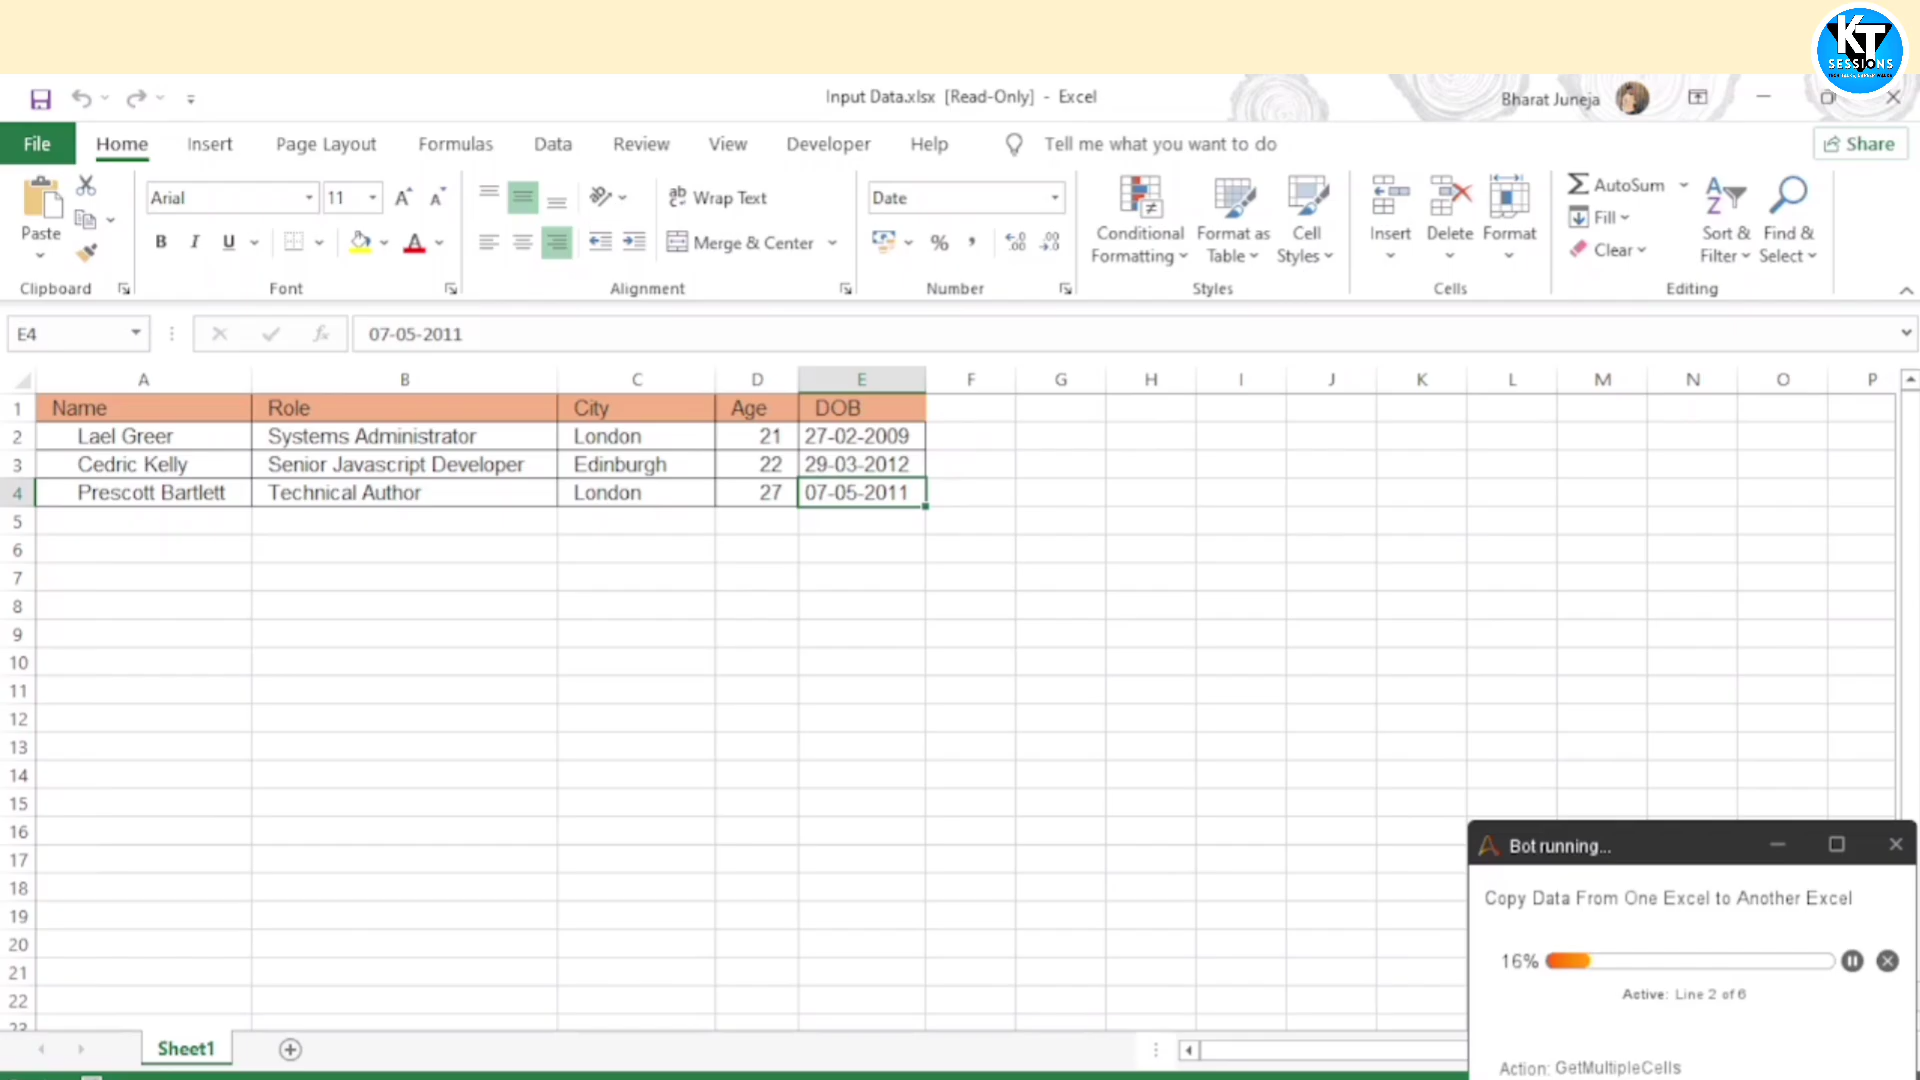 KT
SESSIONS
Input Data.xlsx [Read-Only] - Excel
Bharat Juneja
File Home Insert Page Layout Formulas Data Review View Developer Help Tell me what you want to do Share
Paste
Clipboard
Arial 11
B I U A
Font
Wrap Text
Merge & Center
Alignment
Date
%
Number
Conditional Formatting
Format as Table
Cell Styles
Styles
Insert Delete Format
Cells
AutoSum
Fill
Clear
Sort & Filter
Find & Select
Editing
E4 fx 07-05-2011
A B C D E F G H I J K L M N O P
1 Name Role City Age DOB
2 Lael Greer Systems Administrator London 21 27-02-2009
3 Cedric Kelly Senior Javascript Developer Edinburgh 22 29-03-2012
4 Prescott Bartlett Technical Author London 27 07-05-2011
5
6
7
8
9
10
11
12
13
14
15
16
17
18
19
20
21
22
23
Sheet1
Bot running...
Copy Data From One Excel to Another Excel
16%
Active: Line 2 of 6
Action: GetMultipleCells